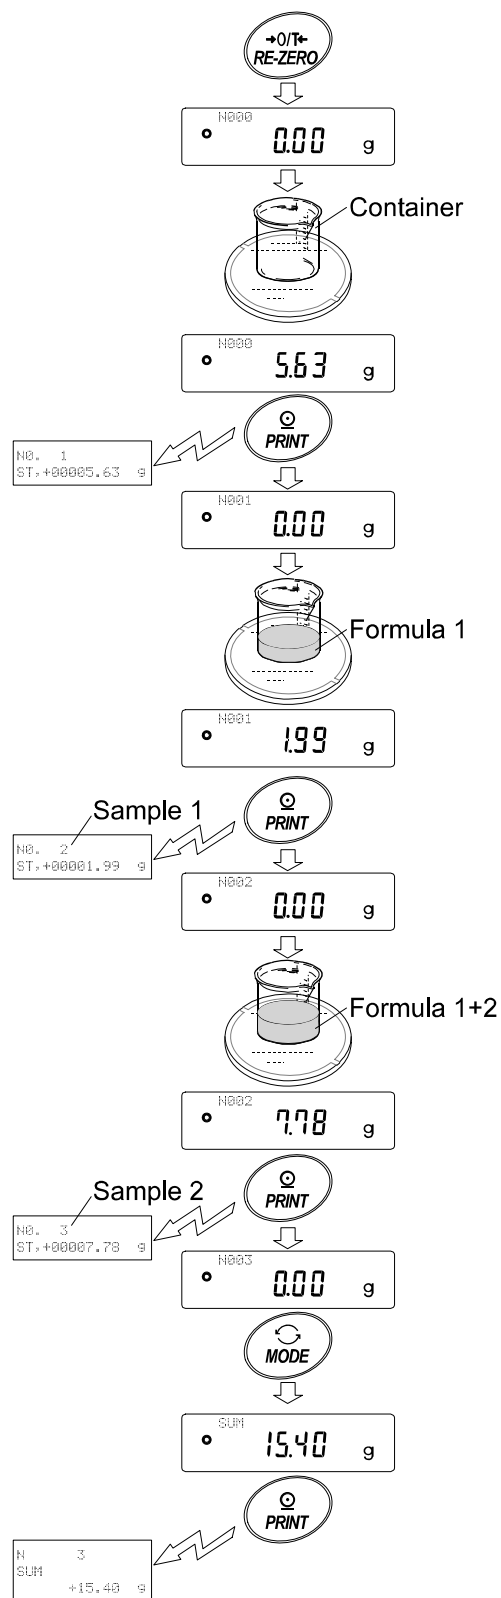 →0/T←
RE-ZERO
N000
0.00 g
Container
N000
5.63 g
PRINT
N0. 1
ST,+00005.63 g
N001
0.00 g
Formula 1
N001
1.99 g
Sample 1
PRINT
N0. 2
ST,+00001.99 g
N002
0.00 g
Formula 1+2
N002
7.78 g
Sample 2
PRINT
N0. 3
ST,+00007.78 g
N003
0.00 g
MODE
SUM
15.40 g
PRINT
N 3
SUM
+15.40 g